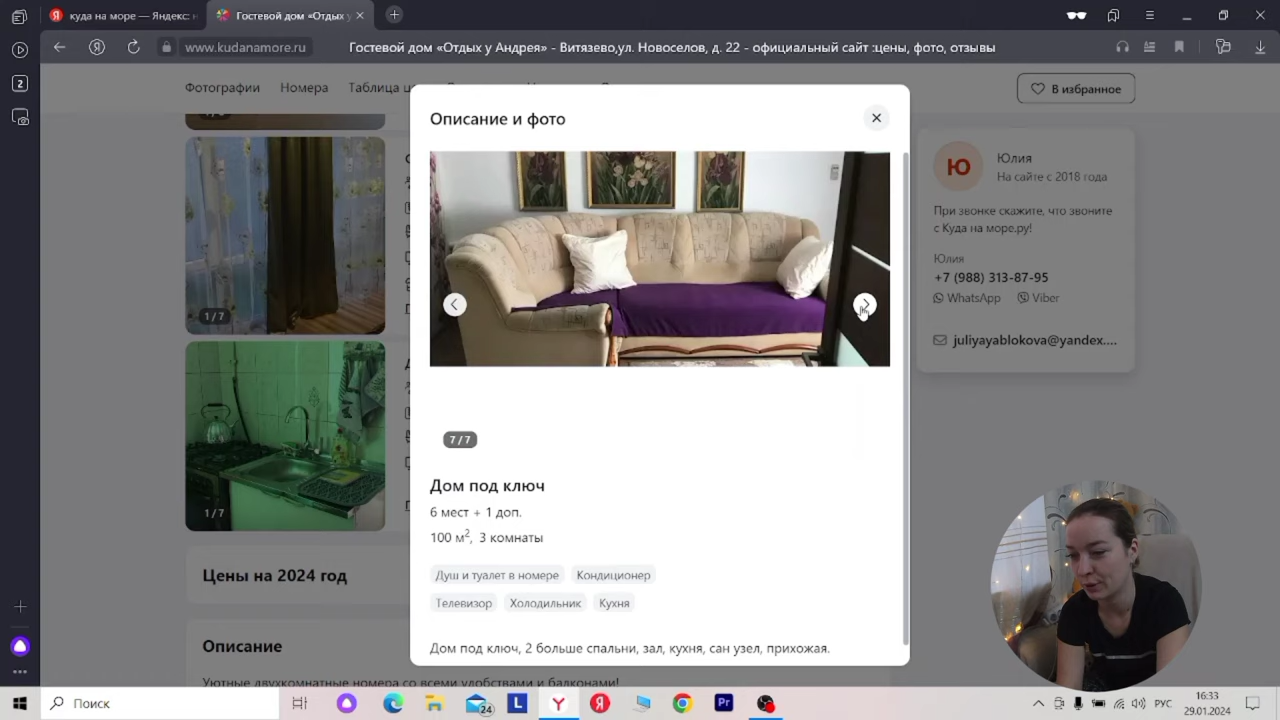 куда на море — Яндекс: н
Гостевой дом «Отдых у
2
www.kudanamore.ru
Гостевой дом «Отдых у Андрея» - Витязево,ул. Новоселов, д. 22 - официальный сайт :цены, фото, отзывы
Фотографии
Номера
Таблица ц
В избранное
Описание и фото
Ю
Юлия
На сайте с 2018 года
При звонке скажите, что звоните
с Куда на море.ру!
Юлия
+7 (988) 313-87-95
WhatsApp
Viber
juliyayablokova@yandex....
1 / 7
1 / 7
7 / 7
Дом под ключ
6 мест + 1 доп.
100 м², 3 комнаты
Душ и туалет в номере
Кондиционер
Телевизор
Холодильник
Кухня
Дом под ключ, 2 больше спальни, зал, кухня, сан узел, прихожая.
Цены на 2024 год
Описание
Уютные двухкомнатные номера со всеми удобствами и балконами!
Поиск
24
L
Y
Я
Pr
РУС
16:33
29.01.2024